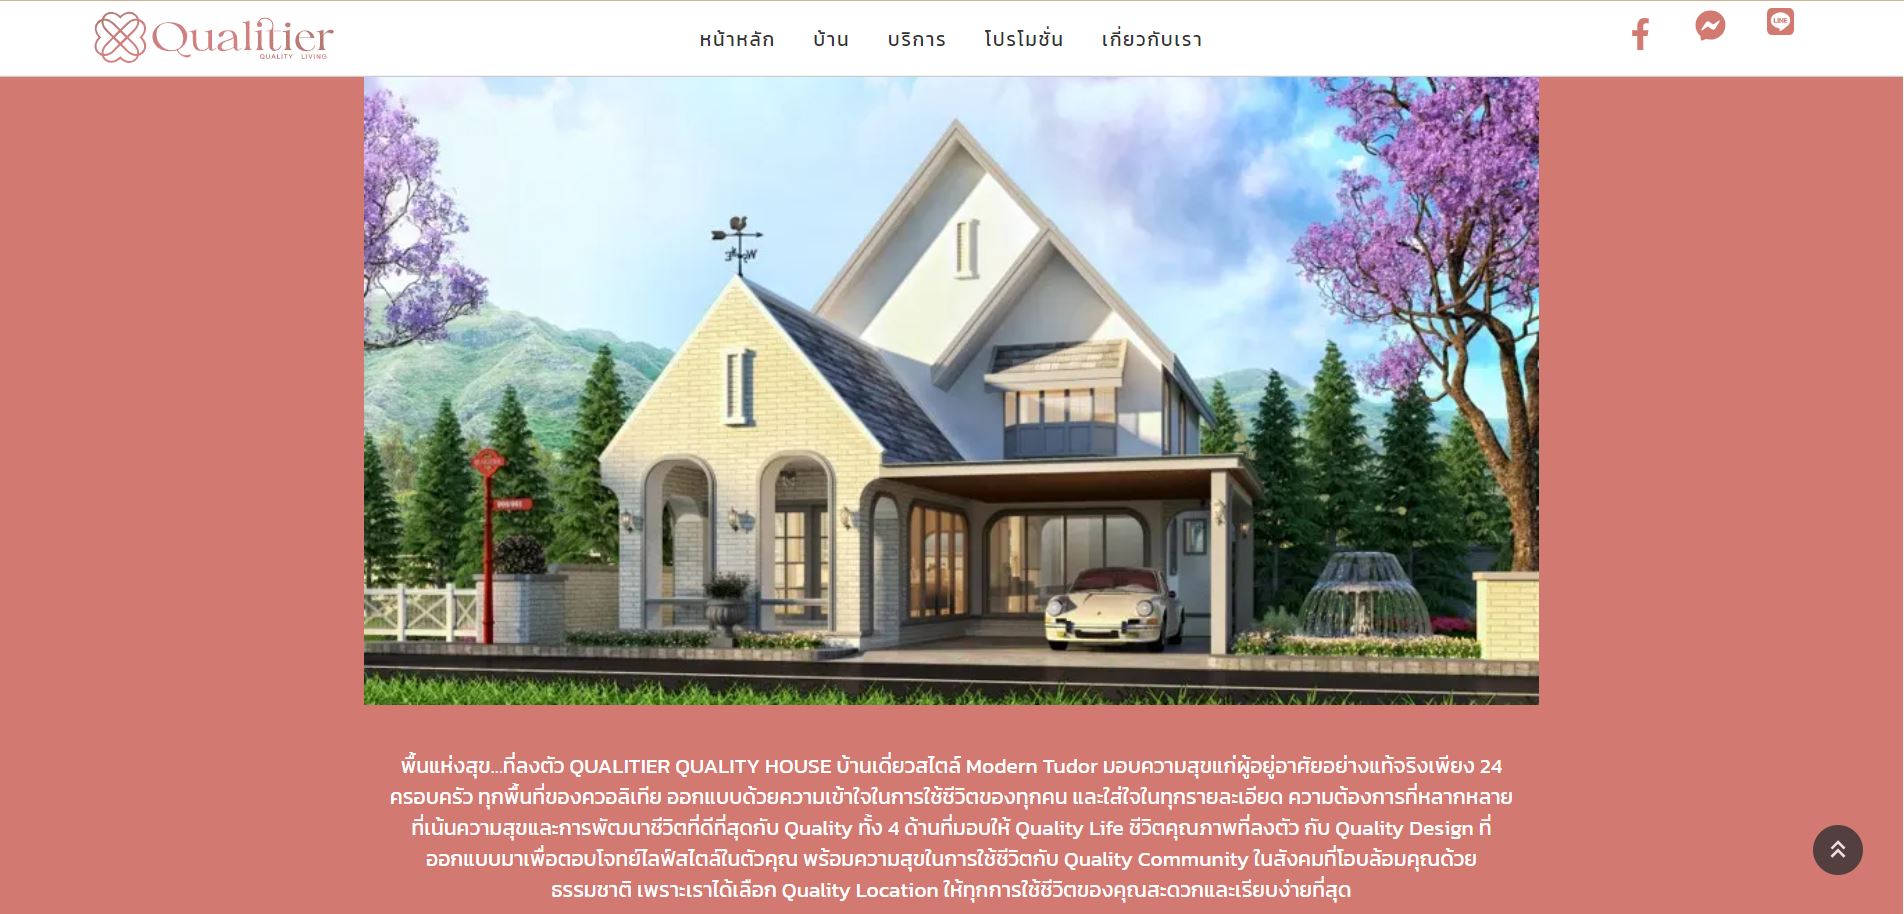 Qualitier
QUALITY LIVING
หน้าหลัก บ้าน บริการ โปรโมชั่น เกี่ยวกับเรา
LINE
พื้นแห่งสุข...ที่ลงตัว QUALITIER QUALITY HOUSE บ้านเดี่ยวสไตล์ Modern Tudor มอบความสุขแก่ผู้อยู่อาศัยอย่างแท้จริงเพียง 24
ครอบครัว ทุกพื้นที่ของควอลิเทีย ออกแบบด้วยความเข้าใจในการใช้ชีวิตของทุกคน และใส่ใจในทุกรายละเอียด ความต้องการที่หลากหลาย
ที่เน้นความสุขและการพัฒนาชีวิตที่ดีที่สุดกับ Quality ทั้ง 4 ด้านที่มอบให้ Quality Life ชีวิตคุณภาพที่ลงตัว กับ Quality Design ที่
ออกแบบมาเพื่อตอบโจทย์ไลฟ์สไตล์ในตัวคุณ พร้อมความสุขในการใช้ชีวิตกับ Quality Community ในสังคมที่โอบล้อมคุณด้วย
ธรรมชาติ เพราะเราได้เลือก Quality Location ให้ทุกการใช้ชีวิตของคุณสะดวกและเรียบง่ายที่สุด